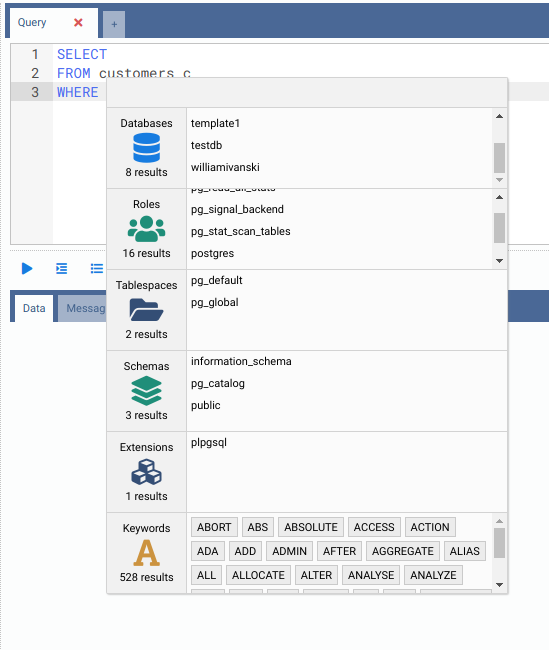 Query
+
1 SELECT
2 FROM customers c
3 WHERE
Databases
8 results
template1
testdb
williamivanski
Roles
16 results
pg_read_all_stats
pg_signal_backend
pg_stat_scan_tables
postgres
Tablespaces
2 results
pg_default
pg_global
Data
Messag
Schemas
3 results
information_schema
pg_catalog
public
Extensions
1 results
plpgsql
Keywords
A
528 results
ABORT ABS ABSOLUTE ACCESS ACTION
ADA ADD ADMIN AFTER AGGREGATE ALIAS
ALL ALLOCATE ALTER ANALYSE ANALYZE